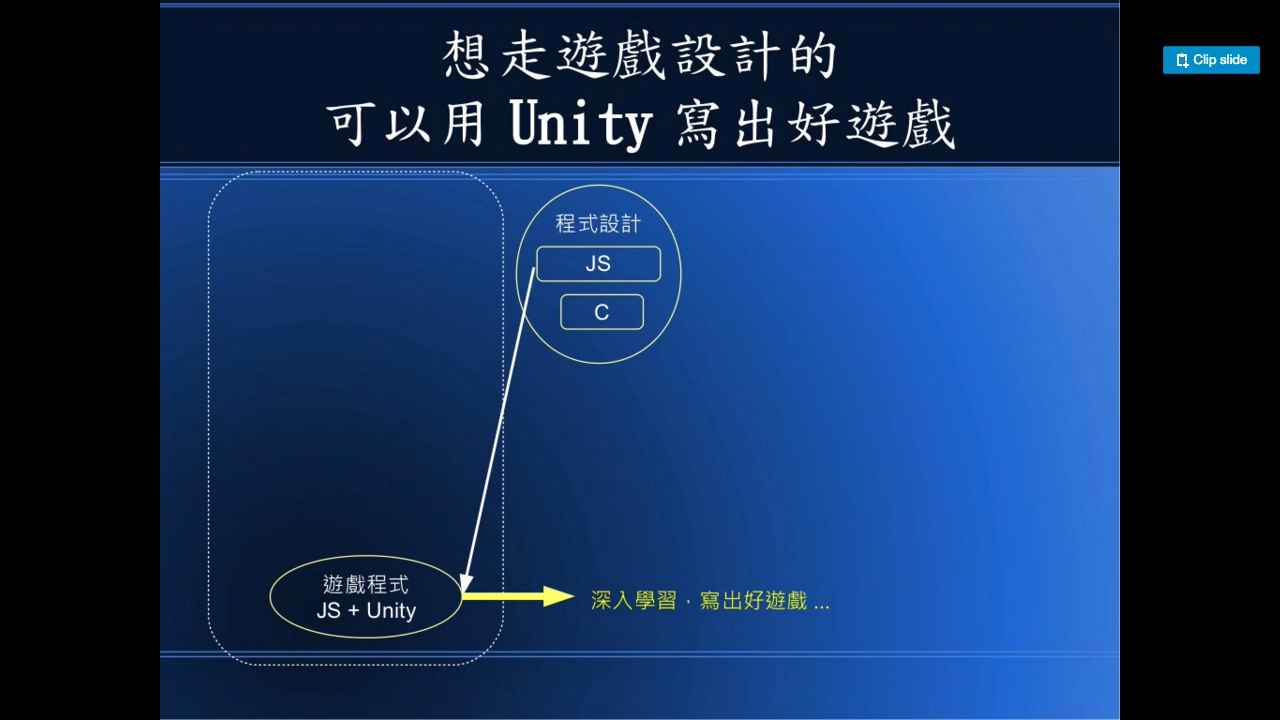 想走遊戲設計的
可以用 Unity 寫出好遊戲
Clip slide
程式設計
JS
C
遊戲程式
JS + Unity
深入學習，寫出好遊戲 ...